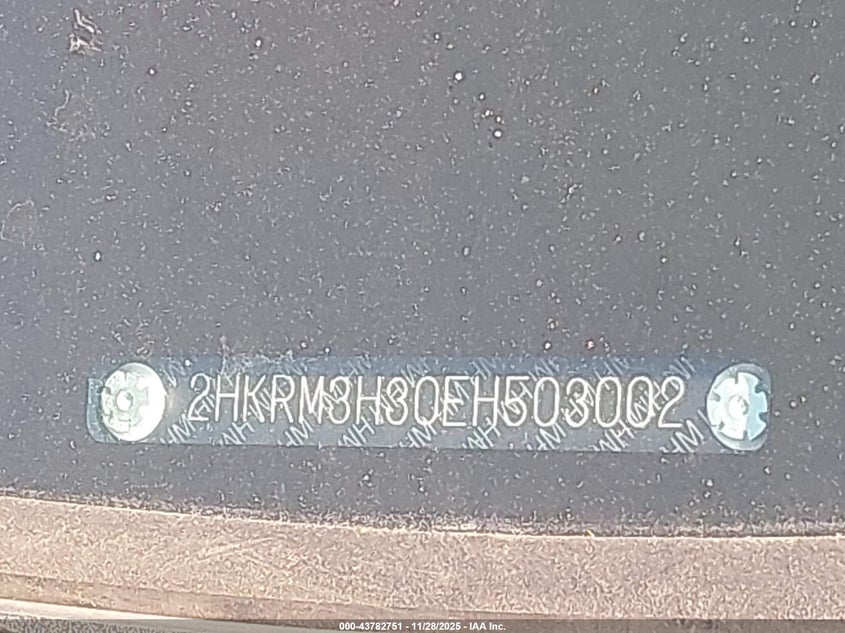 2HKRM3H30EH503002
000-43782751 - 11/28/2025 - IAA Inc.